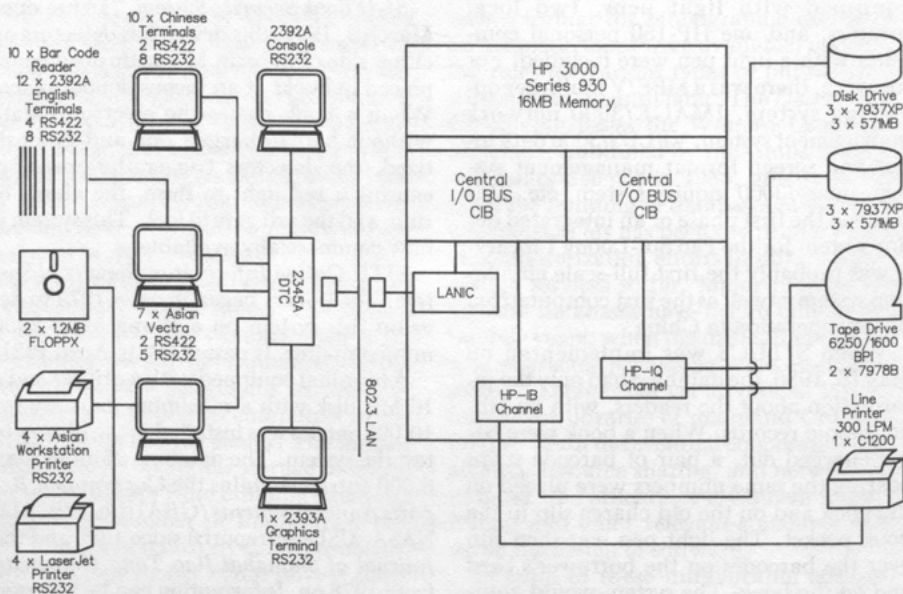 10 x Bar Code
Reader
12 x 2392A
English
Terminals
4 RS422
8 RS232
10 x Chinese
Terminals
2 RS422
8 RS232
2392A
Console
RS232
HP 3000
Series 930
16MB Memory
Disk Drive
3 x 7937XP
3 x 571MB
Central
I/O BUS
CIB
Central
I/O BUS
CIB
3 x 7937XP
3 x 571MB
2 x 1.2MB
FLOPPX
7 x Asian
Vectra
2 RS422
5 RS232
2345A
DTC
802.3 LAN
LANIC
HP-IB
Channel
HP-IQ
Channel
Tape Drive
6250/1600
BPI
2 x 7978B
Line
Printer
300 LPM
1 x C1200
4 x Asian
Workstation
Printer
RS232
4 x LaserJet
Printer
RS232
1 x 2393A
Graphics
Terminal
RS232